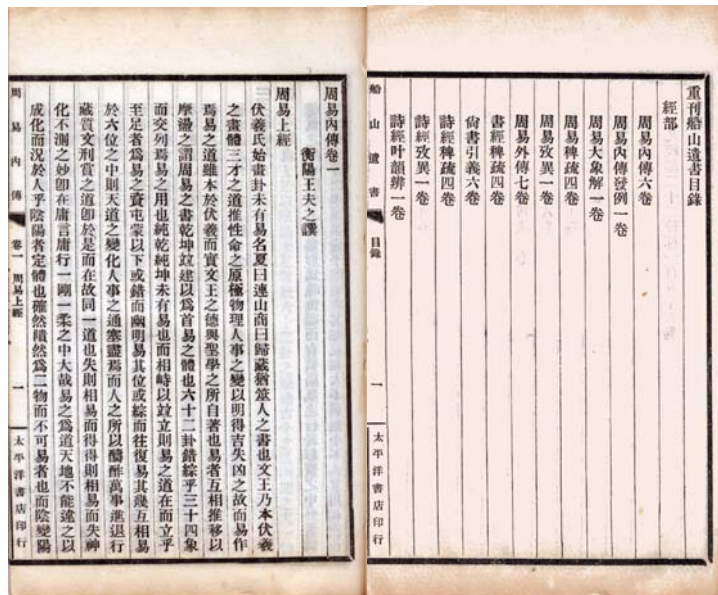 重刊船山遺書目錄
經部
周易內傳六卷
周易內傳發例一卷
周易大象解一卷
周易稗疏四卷
周易攷異一卷
周易外傳七卷
書經稗疏四卷
尚書引義六卷
詩經稗疏四卷
詩經攷異一卷
詩經叶韻辨一卷
船山遺書 目錄 一 太平洋書店印行
周易內傳卷一
衡陽王夫之譔
周易上經
伏羲氏始畫卦未有易名夏曰連山商曰歸藏猶筮人之書也文王乃本伏羲
之畫體三才之道推性命之原極物理人事之變以明得吉失凶之故而易作
焉易之道雖本於伏羲而實文王之德與聖學之所自著也易者互相推移以
摩盪之謂周易之書乾坤竝建以爲首易之體也六十二卦錯綜乎三十四象
而交列焉易之用也純乾純坤未有易也而相峙以竝立則易之道在而立乎
至足者爲易之資屯蒙以下或錯而幽明易其位或綜而往復易其幾互相易
於六位之中則天道之變化人事之通塞盡焉而人之所以酬酢萬事進退行
藏質文刑賞之道卽於是而在故同一道也失則相易而得得則相易而失神
化不測之妙卽在庸言庸行一剛一柔之中大哉易之爲道天地不能違之以
成化而況於人乎陰陽者定體也確然隤然爲二物而不可易者也而陰變陽
周易內傳 卷一 周易上經 一 太平洋書店印行